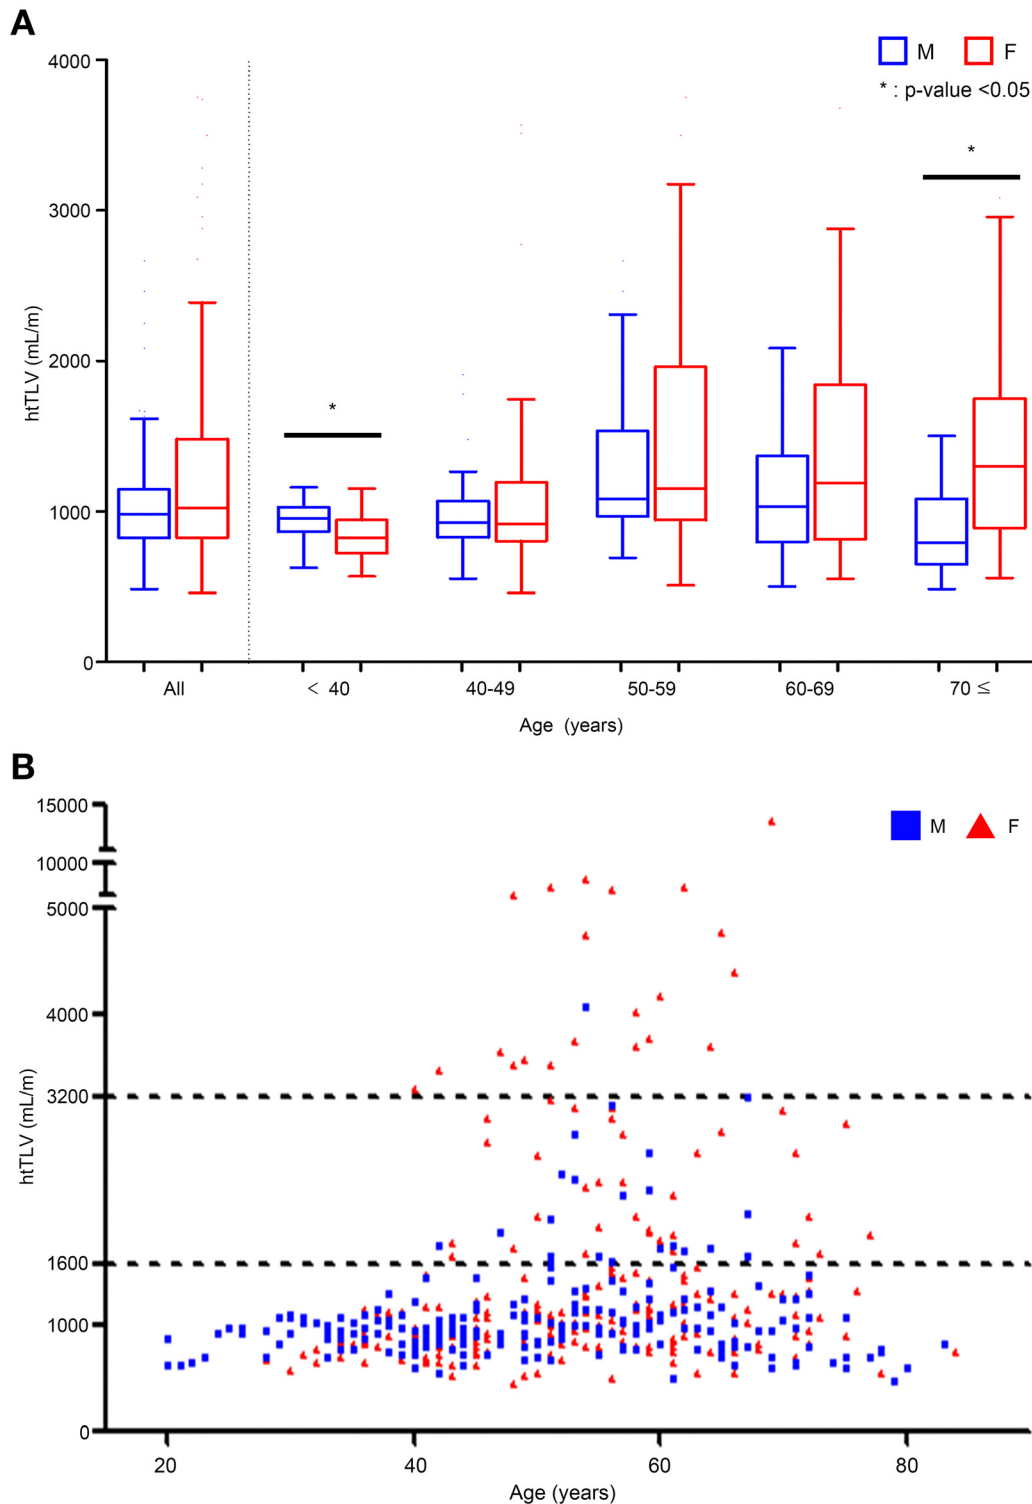 A
M F
* : p-value <0.05
4000
3000
2000
1000
0
htTLV (mL/m)
*
*
All < 40 40-49 50-59 60-69 70 ≤
Age (years)
B
M F
15000
10000
5000
4000
3200
1600
1000
0
htTLV (mL/m)
20 40 60 80
Age (years)